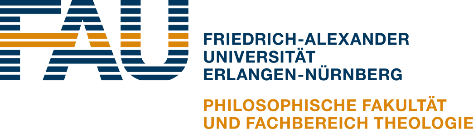 FAU
FRIEDRICH-ALEXANDER
UNIVERSITÄT
ERLANGEN-NÜRNBERG
PHILOSOPHISCHE FAKULTÄT
UND FACHBEREICH THEOLOGIE